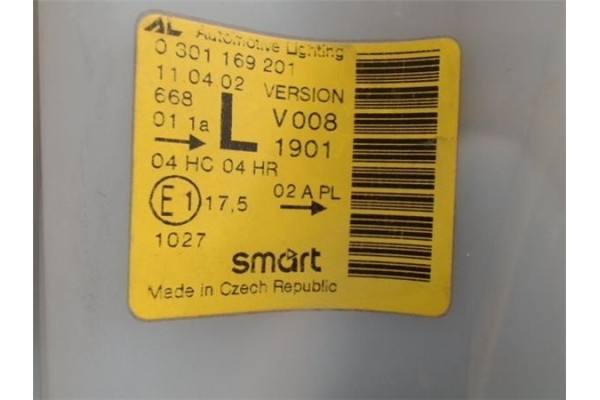 AL Automotive Lighting
0 301 169 201
11.04.02 VERSION
668 L V008
01 1a 1901
04 HC 04 HR
E1 17,5 02 A PL
1027
smart
Made in Czech Republic